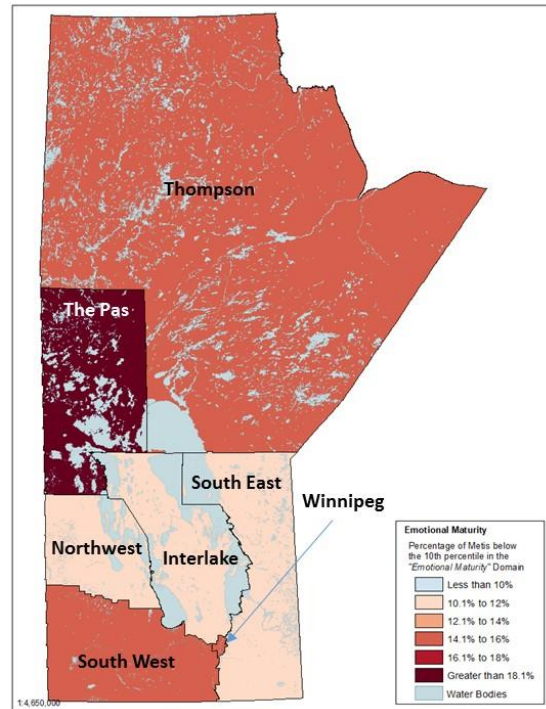 Thompson
The Pas
South East
Winnipeg
Northwest
Interlake
South West
1:4,650,000
Emotional Maturity
Percentage of Metis below
the 10th percentile in the
"Emotional Maturity" Domain
Less than 10%
10.1% to 12%
12.1% to 14%
14.1% to 16%
16.1% to 18%
Greater than 18.1%
Water Bodies